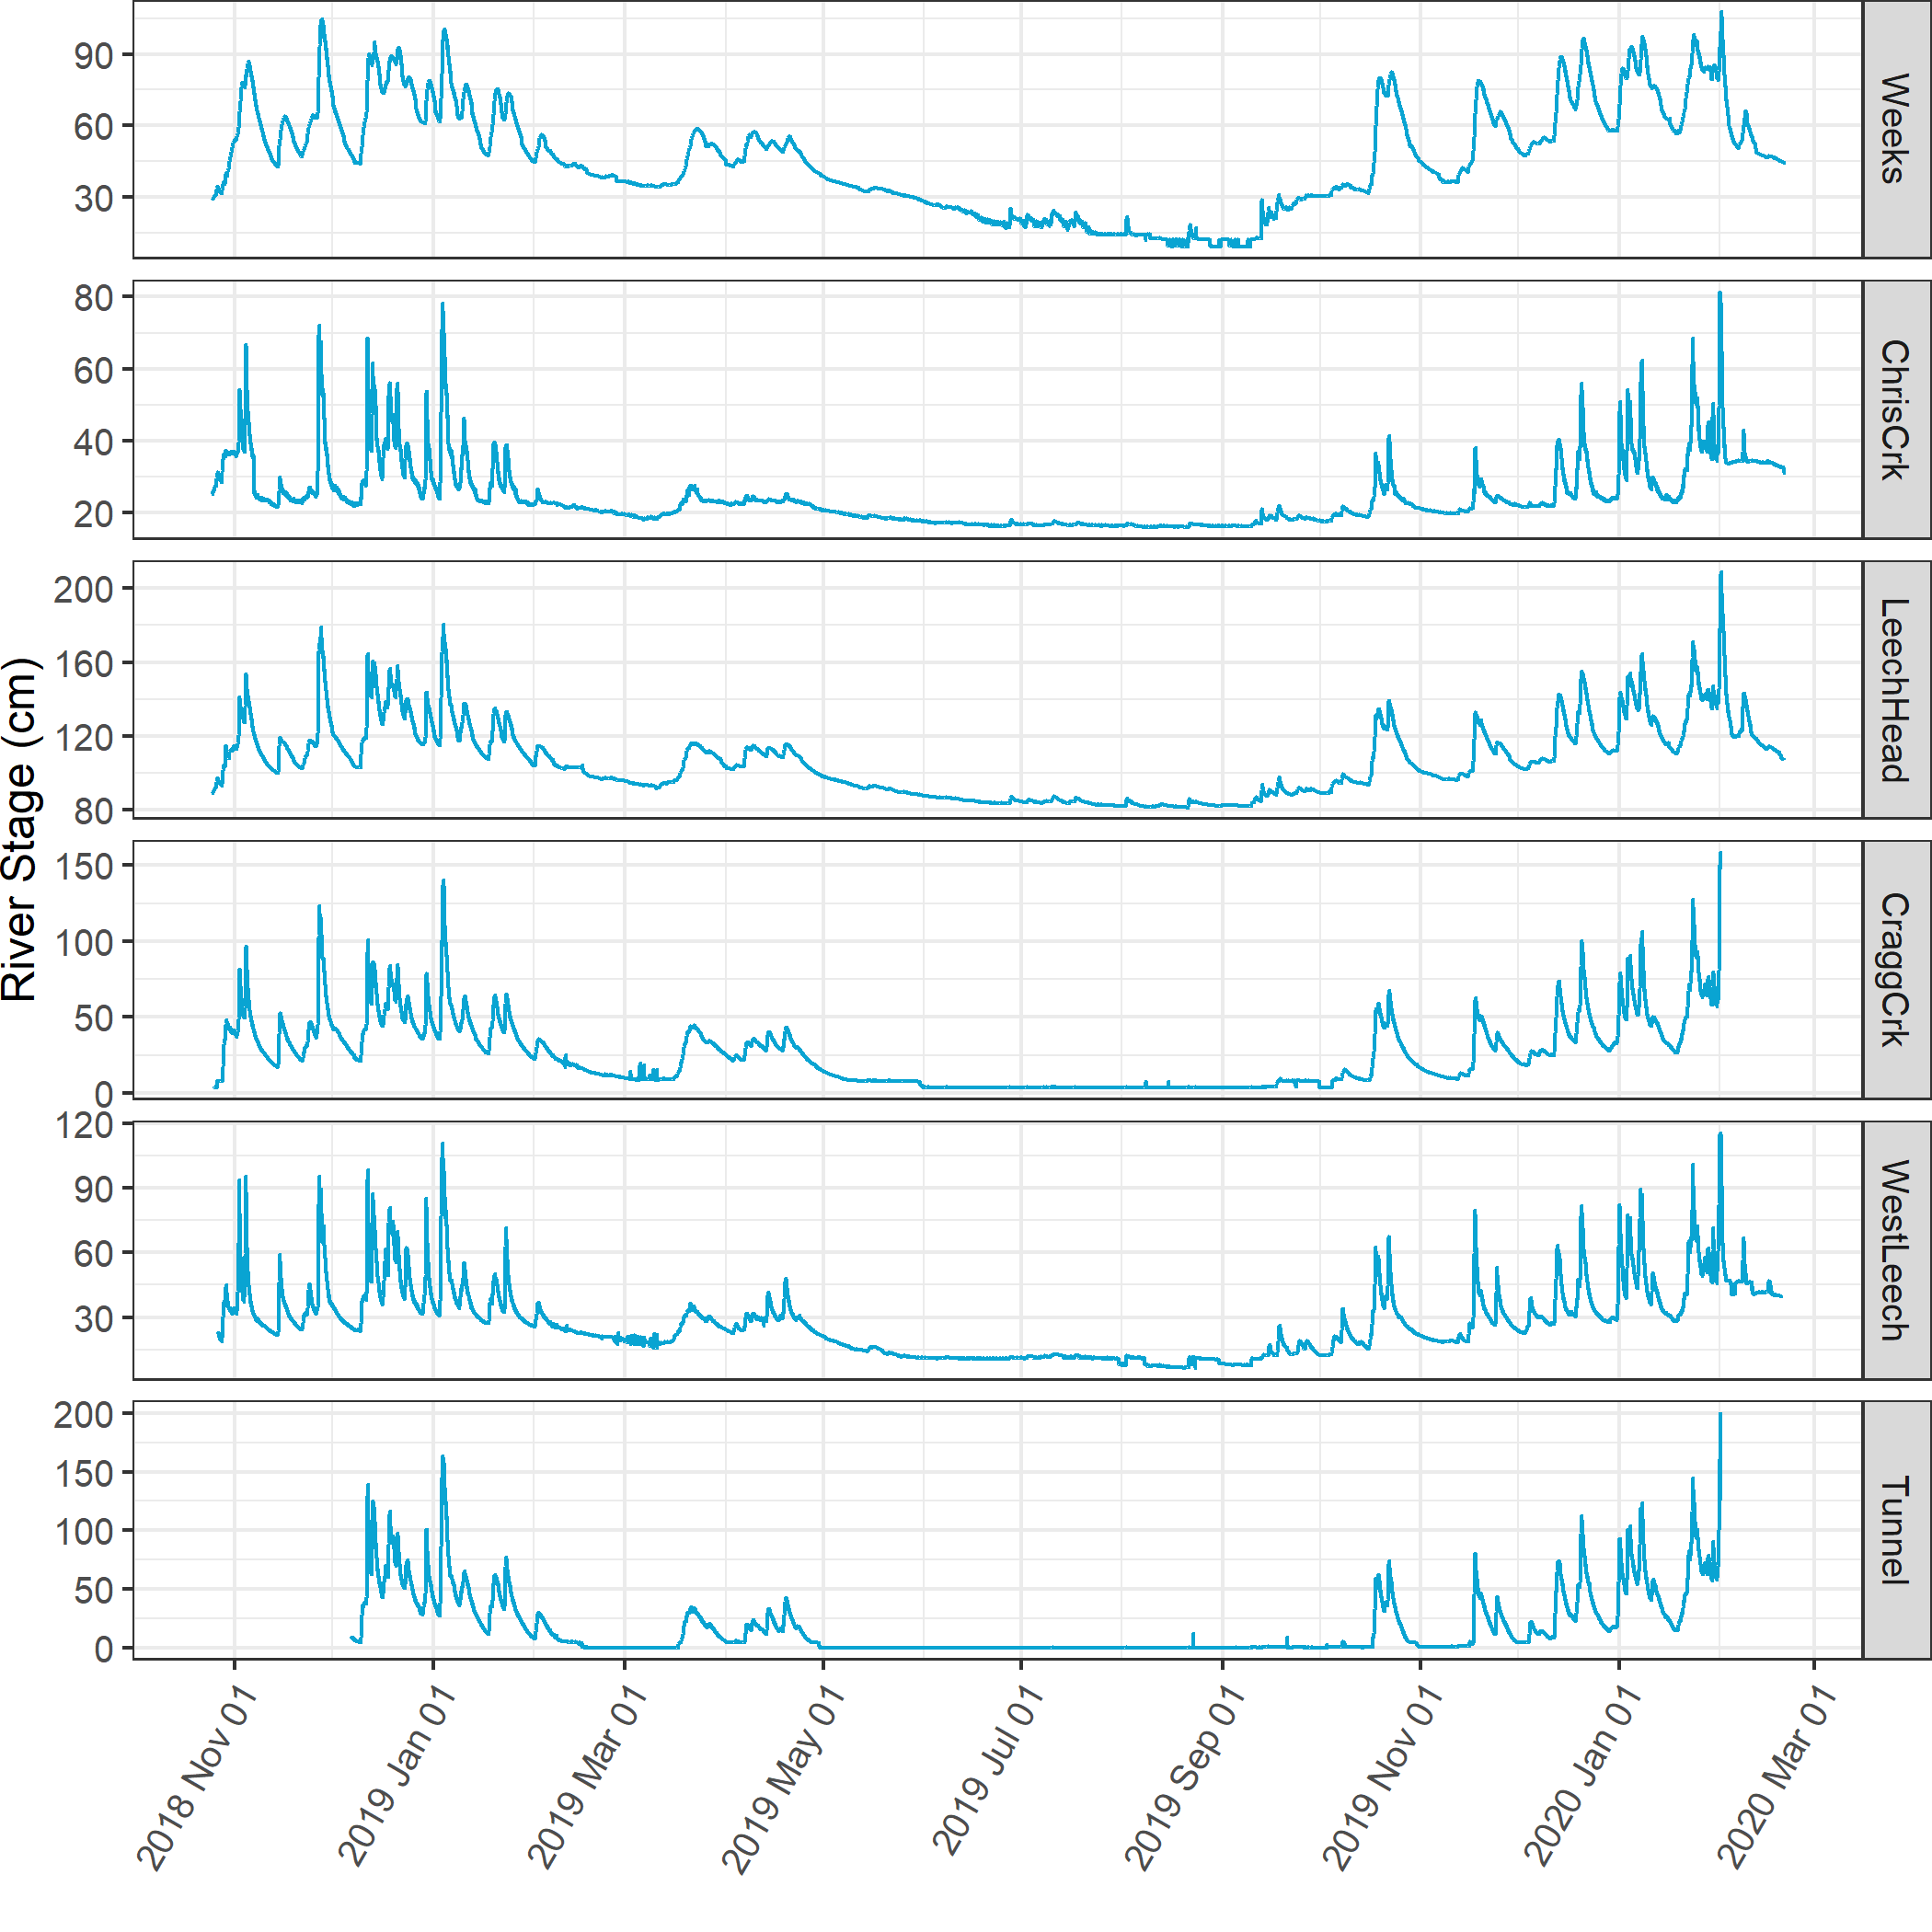 River Stage (cm)
90
60
30
Weeks
80
60
40
20
ChrisCrk
200
160
120
80
LeechHead
150
100
50
0
CraggCrk
120
90
60
30
WestLeech
200
150
100
50
0
Tunnel
2018 Nov 01
2019 Jan 01
2019 Mar 01
2019 May 01
2019 Jul 01
2019 Sep 01
2019 Nov 01
2020 Jan 01
2020 Mar 01